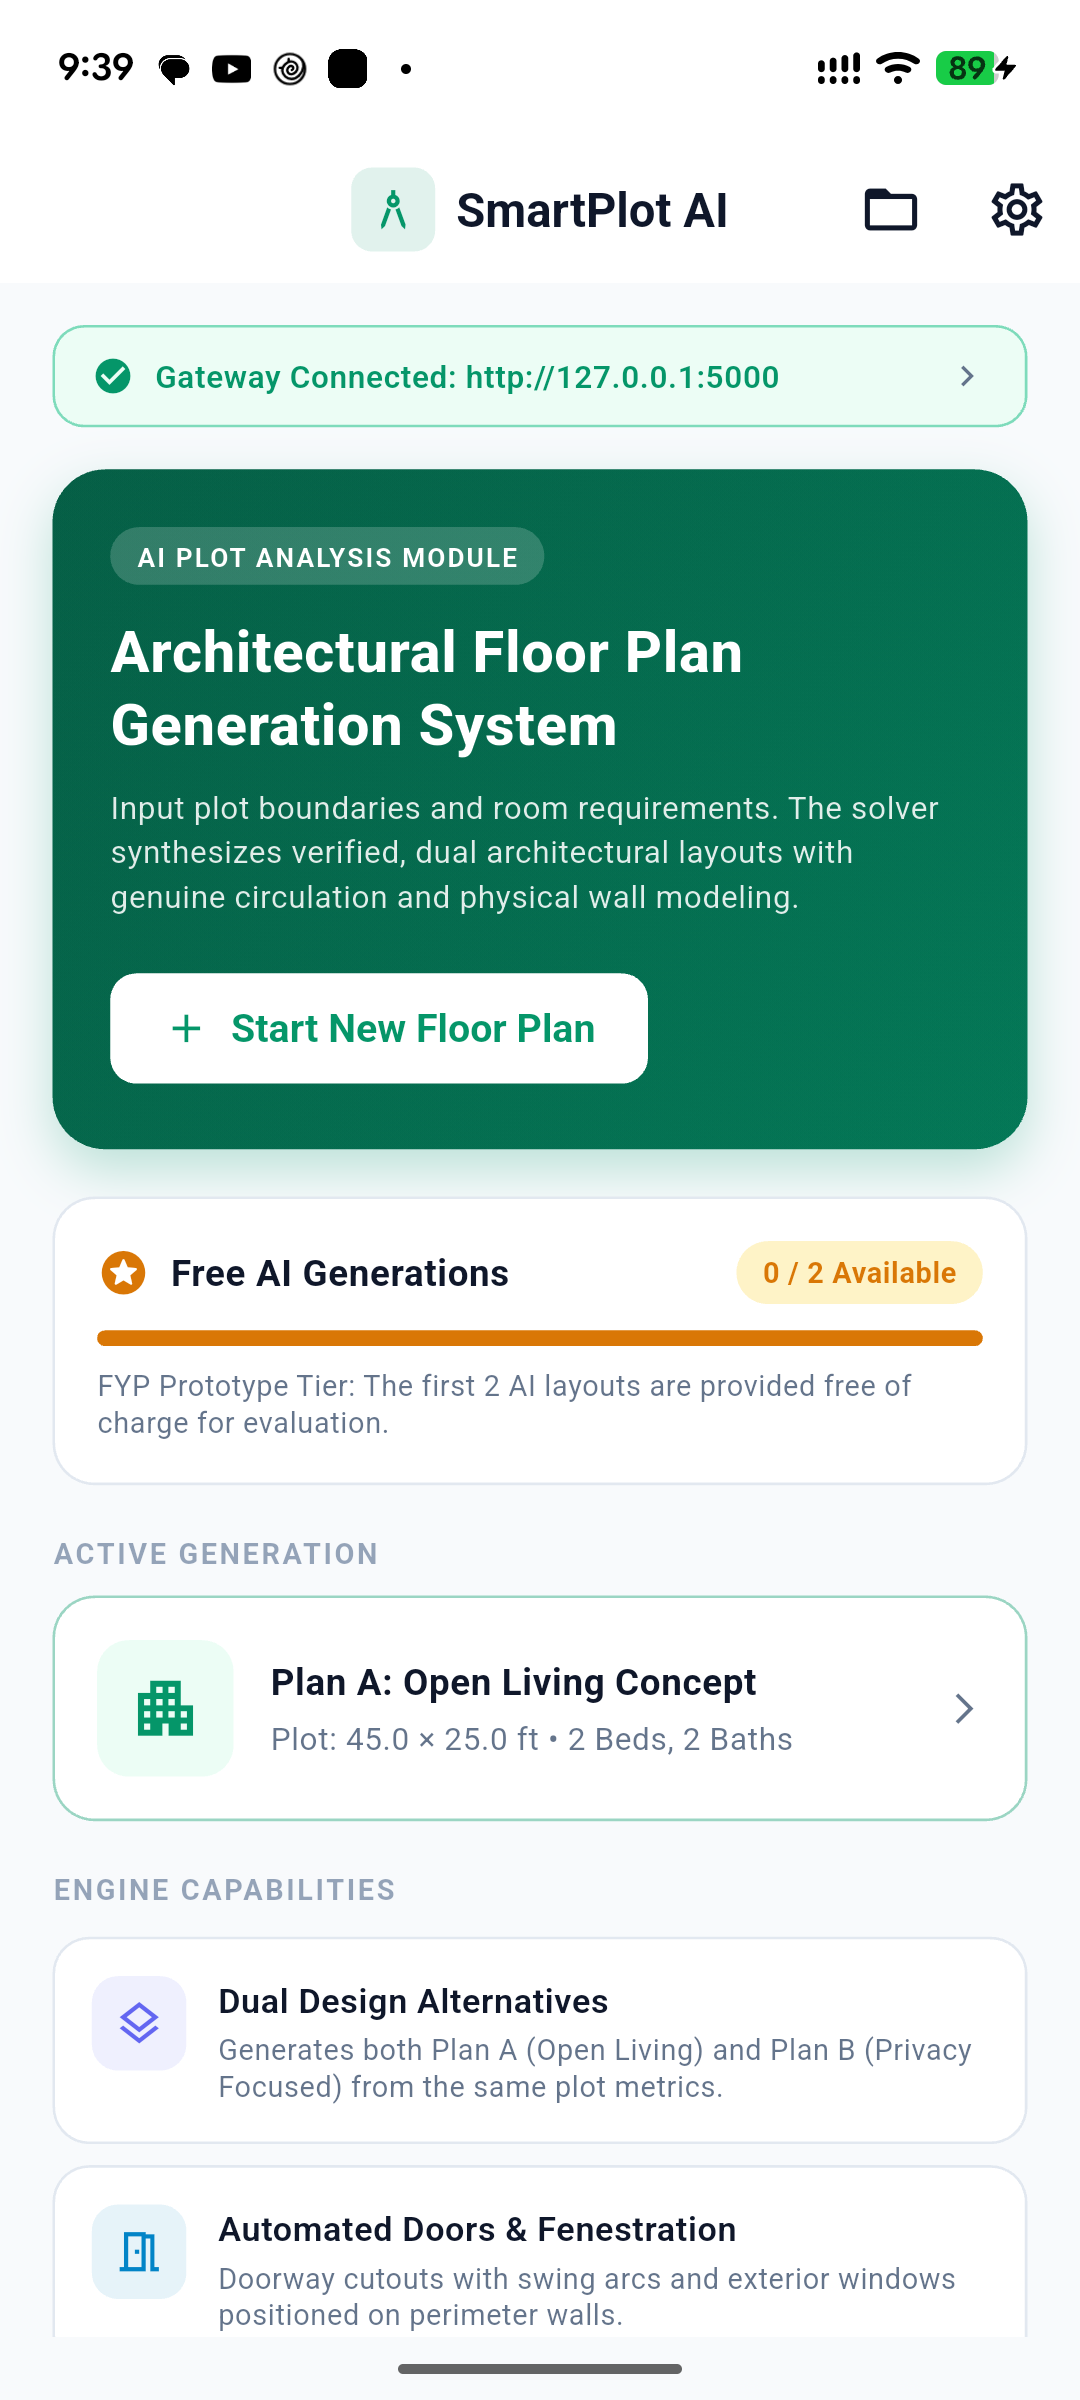 9:39
89
SmartPlot AI
Gateway Connected: http://127.0.0.1:5000
AI PLOT ANALYSIS MODULE
Architectural Floor Plan
Generation System
Input plot boundaries and room requirements. The solver
synthesizes verified, dual architectural layouts with
genuine circulation and physical wall modeling.
Start New Floor Plan
Free AI Generations
0 / 2 Available
FYP Prototype Tier: The first 2 AI layouts are provided free of
charge for evaluation.
ACTIVE GENERATION
Plan A: Open Living Concept
Plot: 45.0 × 25.0 ft • 2 Beds, 2 Baths
ENGINE CAPABILITIES
Dual Design Alternatives
Generates both Plan A (Open Living) and Plan B (Privacy
Focused) from the same plot metrics.
Automated Doors & Fenestration
Doorway cutouts with swing arcs and exterior windows
positioned on perimeter walls.